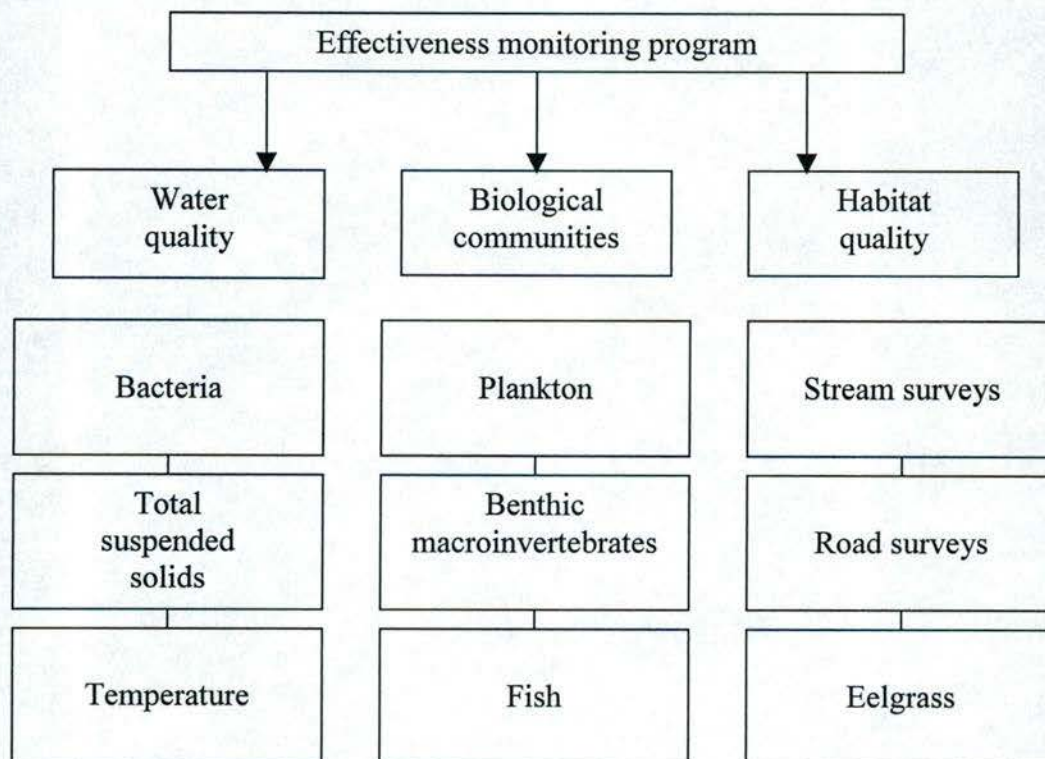 Effectiveness monitoring program
Water
quality
Biological
communities
Habitat
quality
Bacteria
Plankton
Stream surveys
Total
suspended
solids
Benthic
macroinvertebrates
Road surveys
Temperature
Fish
Eelgrass